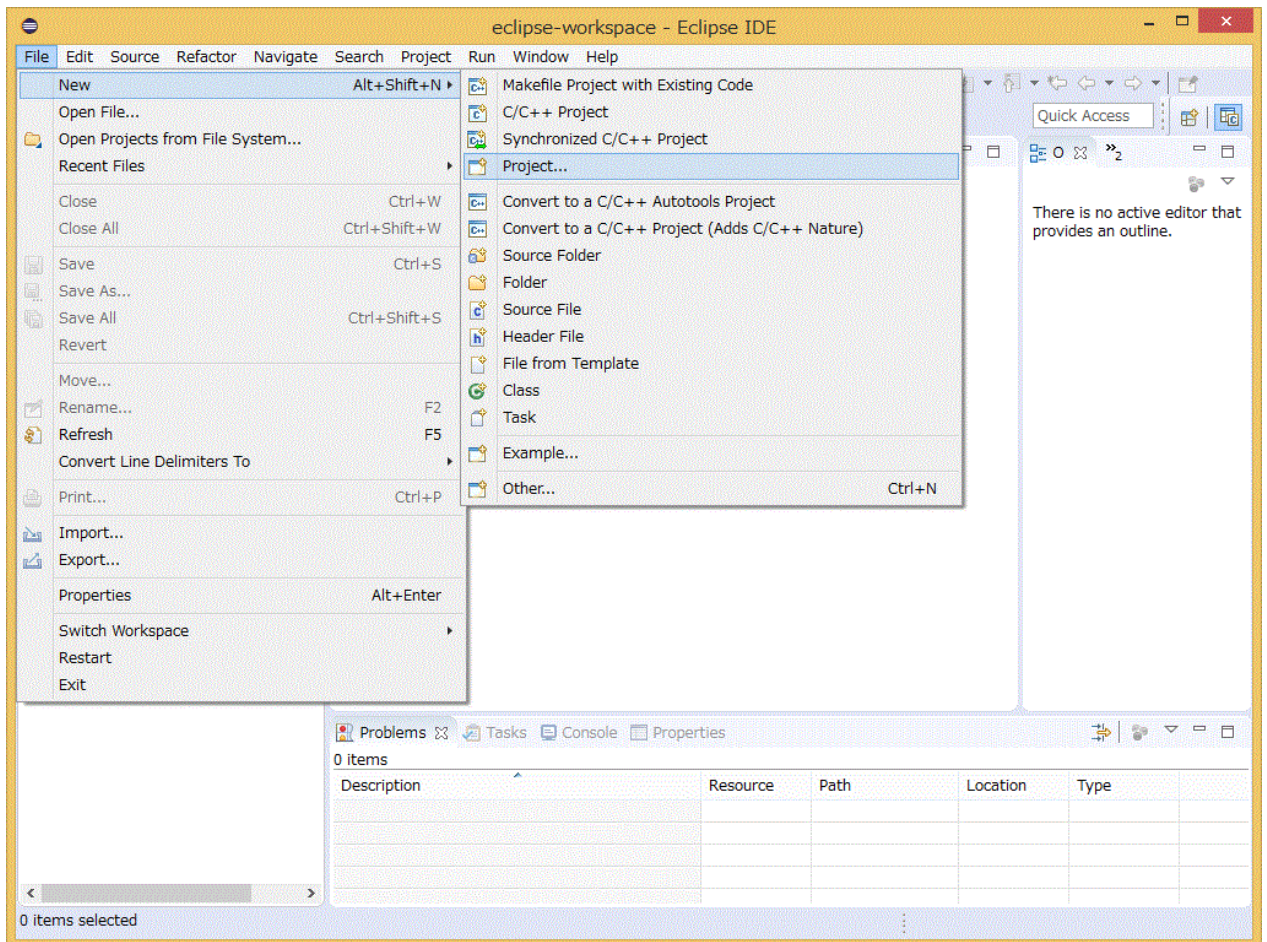 eclipse-workspace - Eclipse IDE
File Edit Source Refactor Navigate Search Project Run Window Help
New Alt+Shift+N
Open File...
Open Projects from File System...
Recent Files
Close Ctrl+W
Close All Ctrl+Shift+W
Save Ctrl+S
Save As...
Save All Ctrl+Shift+S
Revert
Move...
Rename... F2
Refresh F5
Convert Line Delimiters To
Print... Ctrl+P
Import...
Export...
Properties Alt+Enter
Switch Workspace
Restart
Exit
Makefile Project with Existing Code
C/C++ Project
Synchronized C/C++ Project
Project...
Convert to a C/C++ Autotools Project
Convert to a C/C++ Project (Adds C/C++ Nature)
Source Folder
Folder
Source File
Header File
File from Template
Class
Task
Example...
Other... Ctrl+N
Quick Access
O »2
There is no active editor that
provides an outline.
Problems Tasks Console Properties
0 items
Description Resource Path Location Type
0 items selected